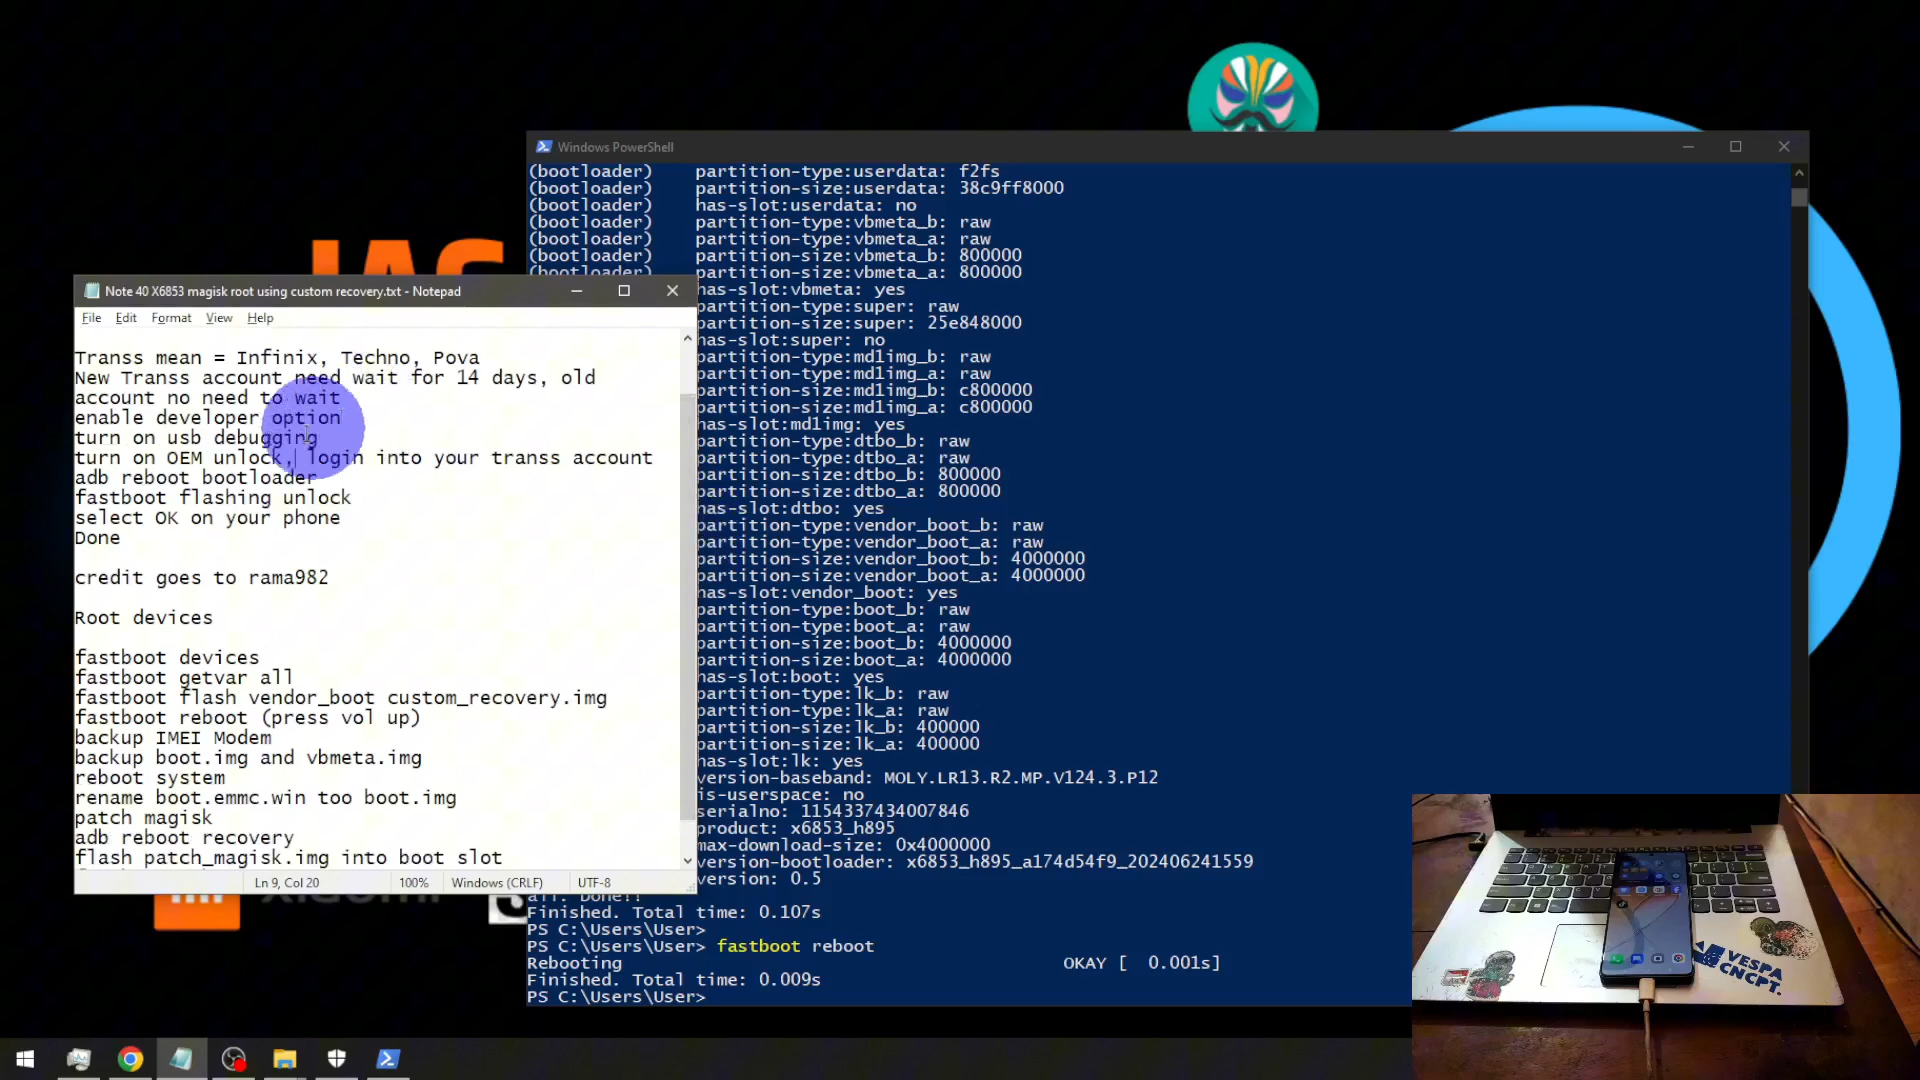 Note 40 X6853 magisk root using custom recovery.txt - Notepad
File Edit Format View Help
Transs mean = Infinix, Techno, Pova
New Transs account need wait for 14 days, old
account no need to wait
enable developer option
turn on usb debugging
turn on OEM unlock, login into your transs account
adb reboot bootloader
fastboot flashing unlock
select OK on your phone
Done
credit goes to rama982
Root devices
fastboot devices
fastboot getvar all
fastboot flash vendor_boot custom_recovery.img
fastboot reboot (press vol up)
backup IMEI Modem
backup boot.img and vbmeta.img
reboot system
rename boot.emmc.win too boot.img
patch magisk
adb reboot recovery
flash patch_magisk.img into boot slot
Ln 9, Col 20 100% Windows (CRLF) UTF-8
Windows PowerShell
(bootloader) partition-type:userdata: f2fs
(bootloader) partition-size:userdata: 38c9ff8000
(bootloader) has-slot:userdata: no
(bootloader) partition-type:vbmeta_b: raw
(bootloader) partition-type:vbmeta_a: raw
(bootloader) partition-size:vbmeta_b: 800000
(bootloader) partition-size:vbmeta_a: 800000
has-slot:vbmeta: yes
partition-type:super: raw
partition-size:super: 25e848000
has-slot:super: no
partition-type:md1img_b: raw
partition-type:md1img_a: raw
partition-size:md1img_b: c800000
partition-size:md1img_a: c800000
has-slot:md1img: yes
partition-type:dtbo_b: raw
partition-type:dtbo_a: raw
partition-size:dtbo_b: 800000
partition-size:dtbo_a: 800000
has-slot:dtbo: yes
partition-type:vendor_boot_b: raw
partition-type:vendor_boot_a: raw
partition-size:vendor_boot_b: 4000000
partition-size:vendor_boot_a: 4000000
has-slot:vendor_boot: yes
partition-type:boot_b: raw
partition-type:boot_a: raw
partition-size:boot_b: 4000000
partition-size:boot_a: 4000000
has-slot:boot: yes
partition-type:lk_b: raw
partition-type:lk_a: raw
partition-size:lk_b: 400000
partition-size:lk_a: 400000
has-slot:lk: yes
version-baseband: MOLY.LR13.R2.MP.V124.3.P12
is-userspace: no
serialno: 1154337434007846
product: x6853_h895
max-download-size: 0x4000000
version-bootloader: x6853_h895_a174d54f9_202406241559
version: 0.5
all: Done!!
Finished. Total time: 0.107s
PS C:\Users\User>
PS C:\Users\User> fastboot reboot
Rebooting OKAY [ 0.001s]
Finished. Total time: 0.009s
PS C:\Users\User>
VESPA
CNCPT.